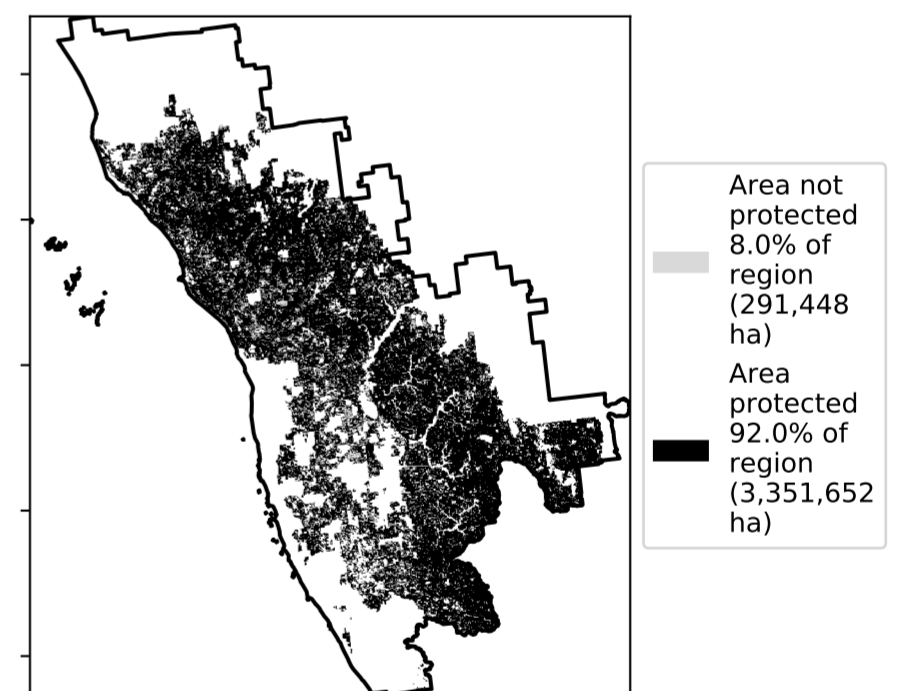 Area not
protected
8.0% of
region
(291,448
ha)
Area
protected
92.0% of
region
(3,351,652
ha)